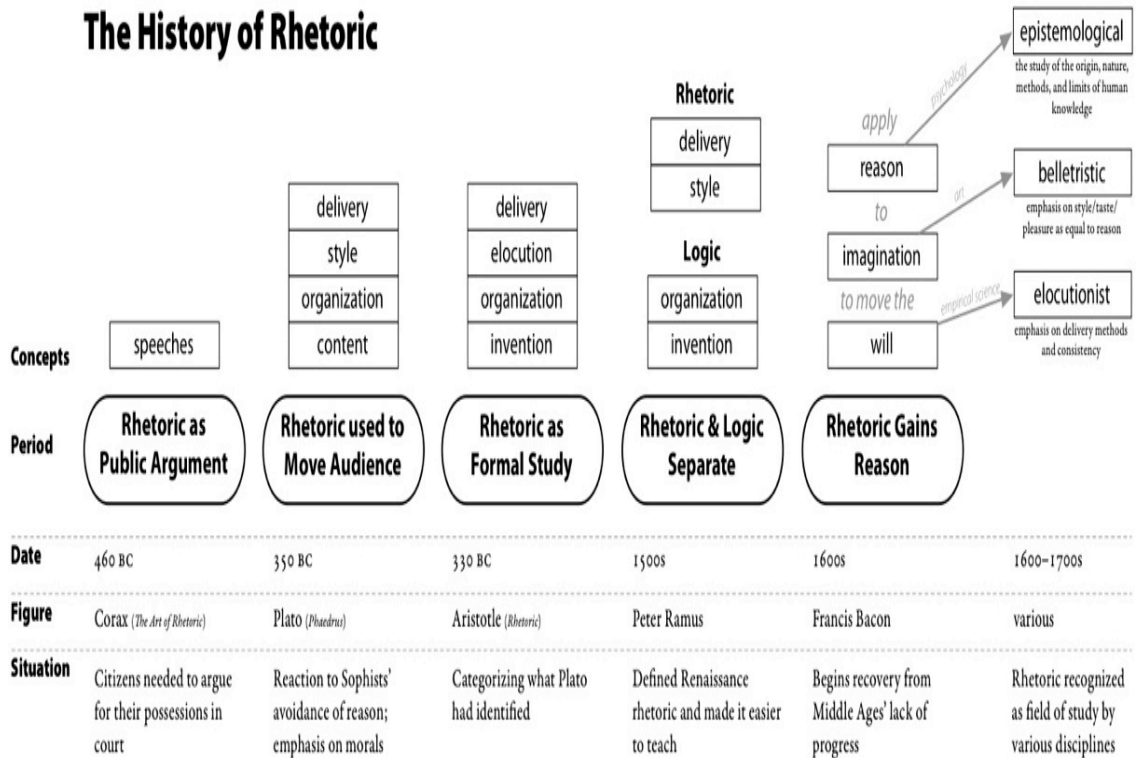 The History of Rhetoric
speeches
delivery
style
organization
content
delivery
elocution
organization
invention
Rhetoric
delivery
style
Logic
organization
invention
apply
reason
to
imagination
to move the
will
psychology
art
empirical science
epistemological
the study of the origin, nature,
methods, and limits of human
knowledge
belletristic
emphasis on style/taste/
pleasure as equal to reason
elocutionist
emphasis on delivery methods
and consistency
Concepts
Period
Rhetoric as
Public Argument
Rhetoric used to
Move Audience
Rhetoric as
Formal Study
Rhetoric & Logic
Separate
Rhetoric Gains
Reason
Date
460 BC
350 BC
330 BC
1500s
1600s
1600–1700s
Figure
Corax (The Art of Rhetoric)
Plato (Phaedrus)
Aristotle (Rhetoric)
Peter Ramus
Francis Bacon
various
Situation
Citizens needed to argue
for their possessions in
court
Reaction to Sophists’
avoidance of reason;
emphasis on morals
Categorizing what Plato
had identified
Defined Renaissance
rhetoric and made it easier
to teach
Begins recovery from
Middle Ages’ lack of
progress
Rhetoric recognized
as field of study by
various disciplines